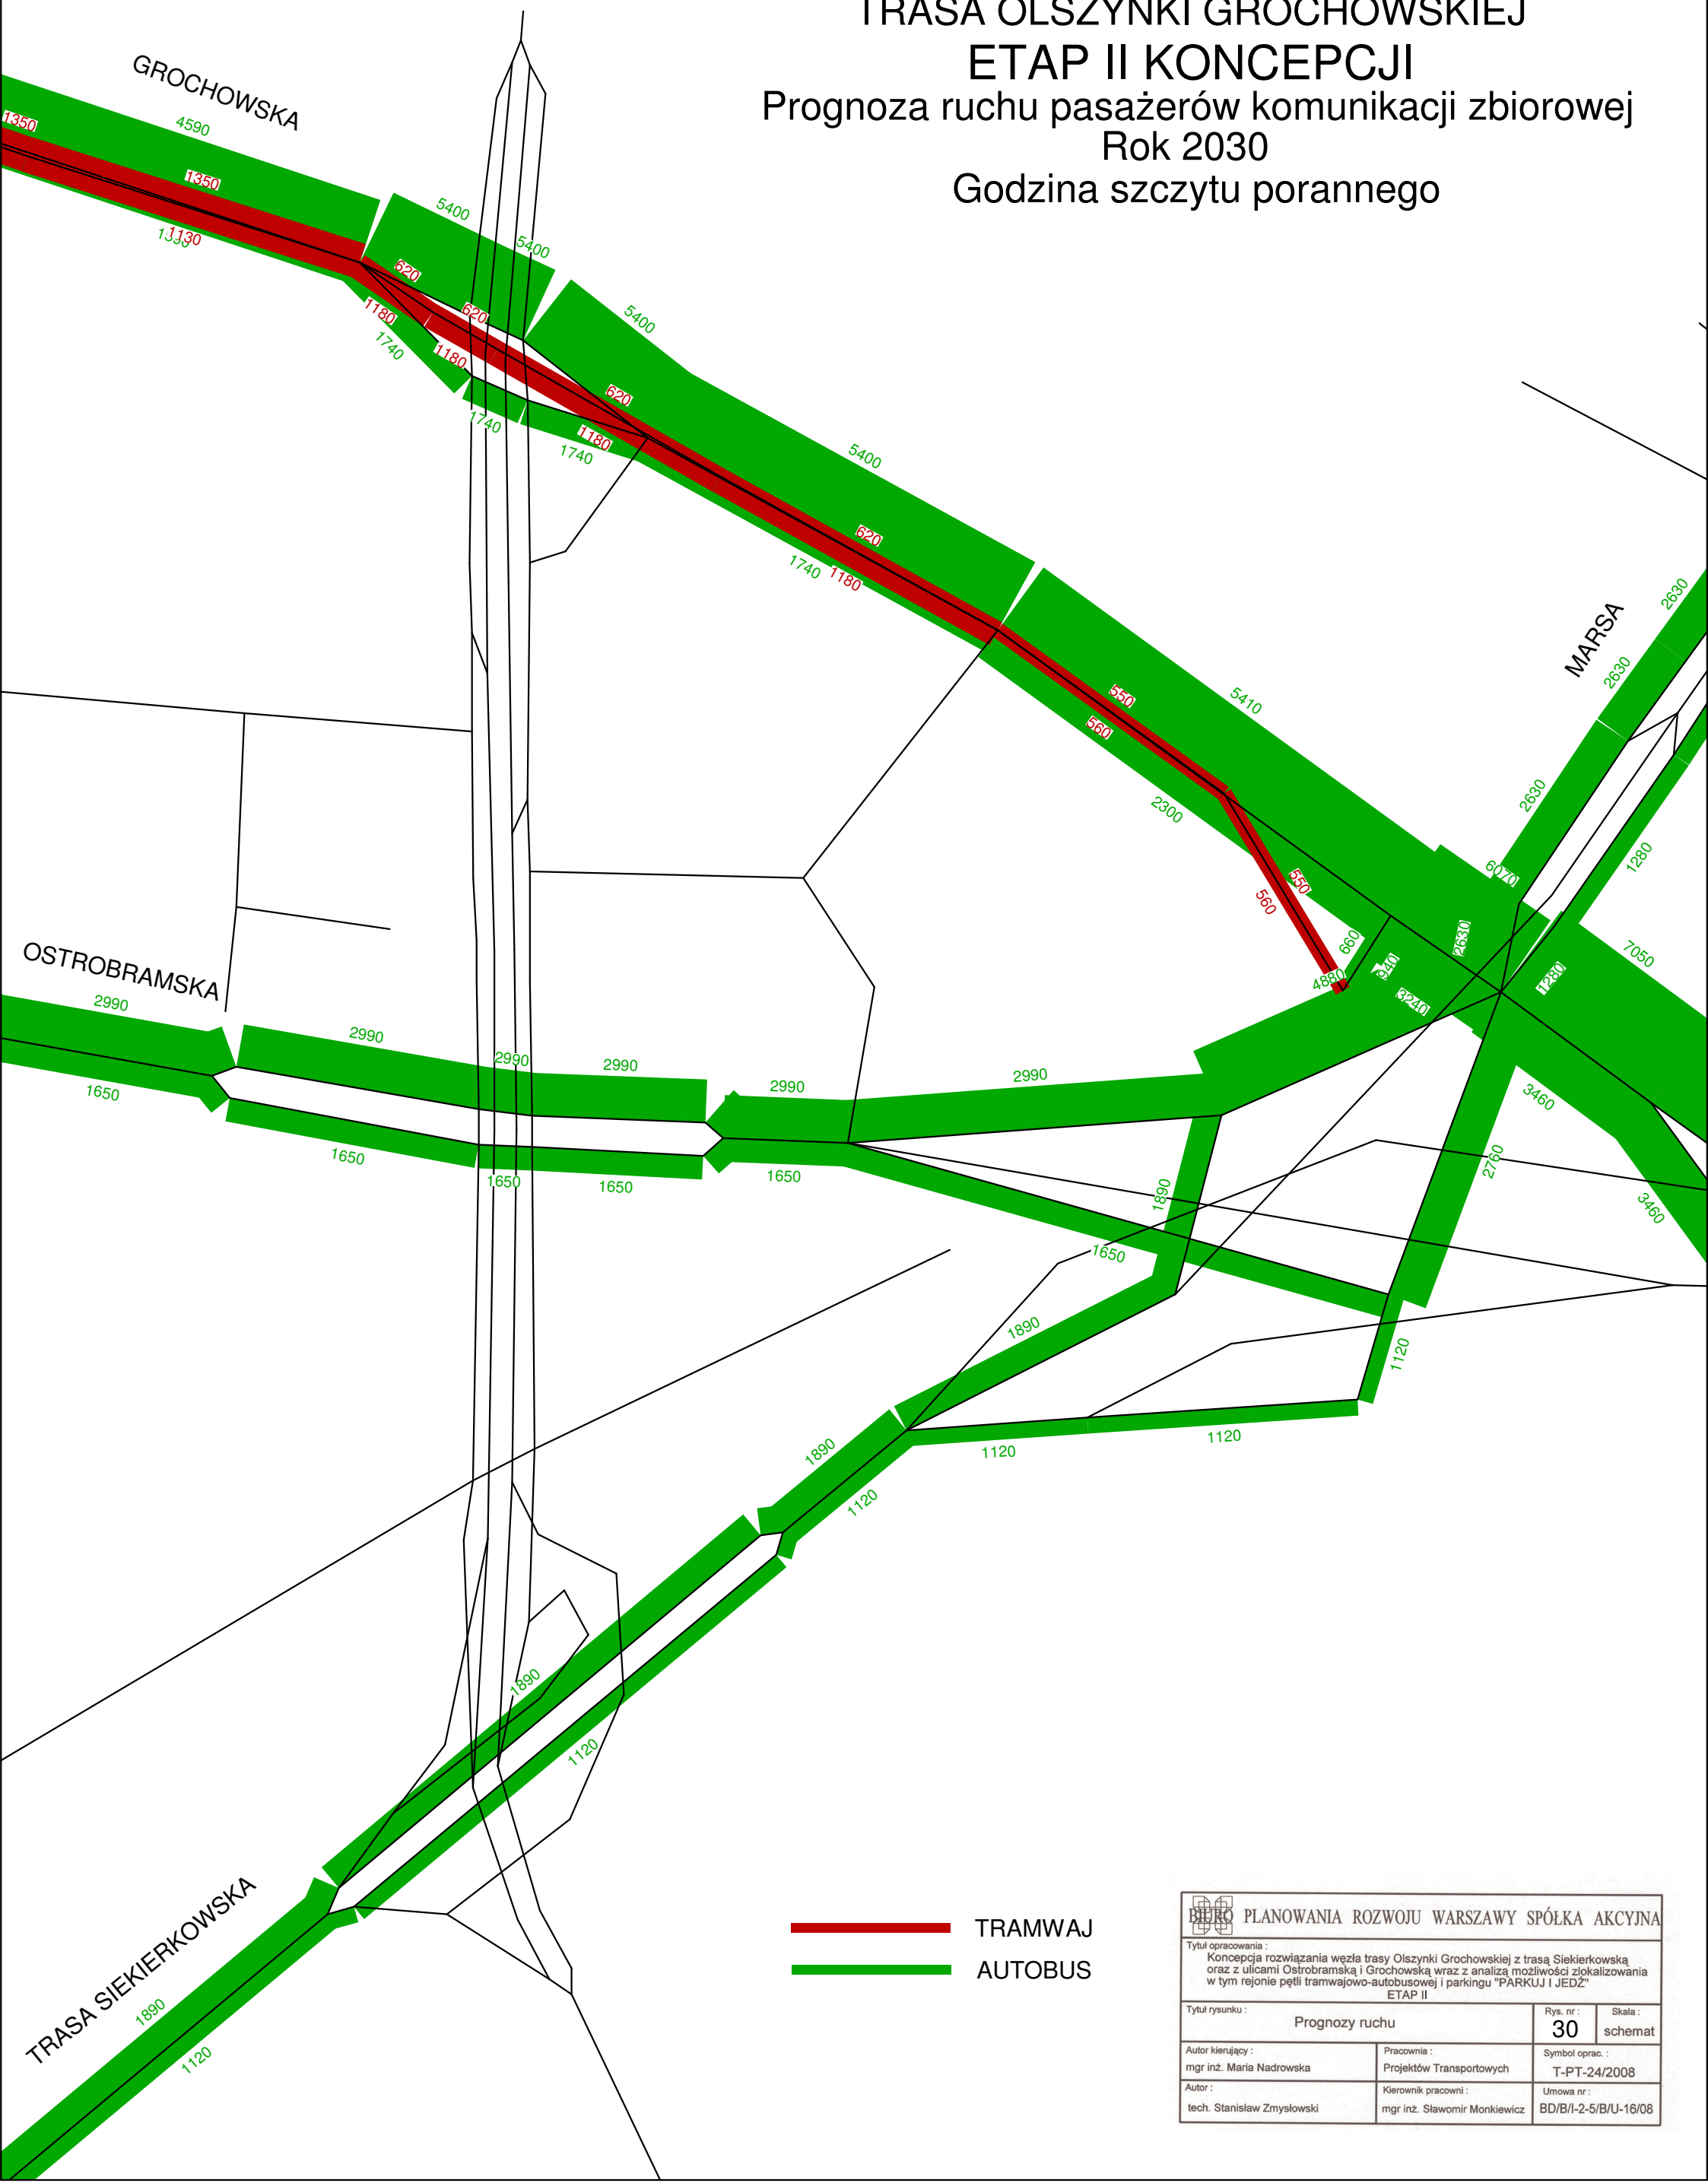 TRASA OLSZYNKI GROCHOWSKIEJ
ETAP II KONCEPCJI
Prognoza ruchu pasażerów komunikacji zbiorowej
Rok 2030
Godzina szczytu porannego
GROCHOWSKA
1350
4590
1350
1130
5400
5400
5400
620
620
1180
1740
1180
620
1740
1180
1740
5400
620
1740
1180
MARSA
2630
2630
2630
1280
550
5410
560
2300
550
560
6070
660
2630
7050
940
4880
3240
1280
3460
3460
2760
OSTROBRAMSKA
2990
2990
2990
2990
2990
2990
1650
1650
1650
1650
1650
1890
1650
1890
1120
1120
1120
1890
1120
1890
1120
TRASA SIEKIERKOWSKA
1890
1120
TRAMWAJ
AUTOBUS
BIURO PLANOWANIA ROZWOJU WARSZAWY SPÓŁKA AKCYJNA
Tytuł opracowania :
Koncepcja rozwiązania węzła trasy Olszynki Grochowskiej z trasą Siekierkowską
oraz z ulicami Ostrobramską i Grochowską wraz z analizą możliwości zlokalizowania
w tym rejonie pętli tramwajowo-autobusowej i parkingu "PARKUJ I JEDŹ"
ETAP II
Tytuł rysunku :
Prognozy ruchu
Rys. nr :
30
Skala :
schemat
Autor kierujący :
mgr inż. Maria Nadrowska
Pracownia :
Projektów Transportowych
Symbol oprac. :
T-PT-24/2008
Autor :
tech. Stanisław Zmysłowski
Kierownik pracowni :
mgr inż. Sławomir Monkiewicz
Umowa nr :
BD/B/I-2-5/B/U-16/08